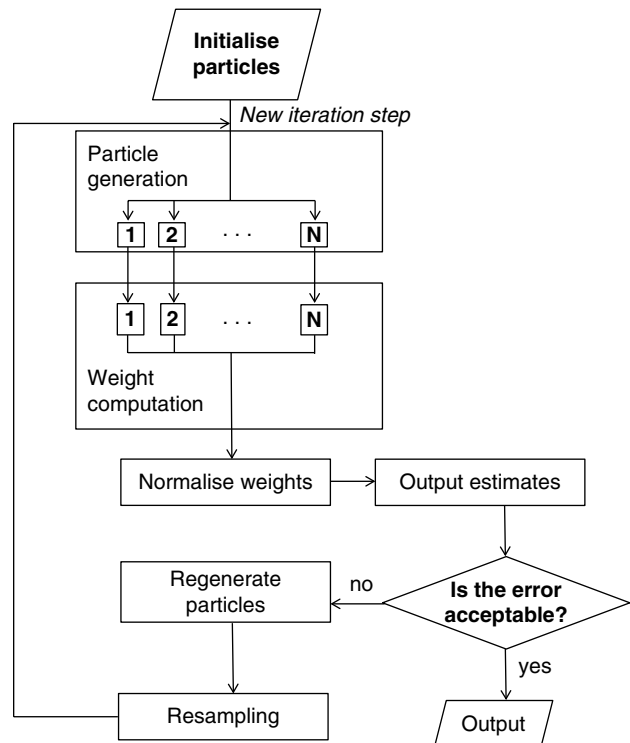 Initialise
particles
New iteration step
Particle
generation
1 2 . . . N
1 2 . . . N
Weight
computation
Normalise weights
Output estimates
Regenerate
particles
no
Is the error
acceptable?
yes
Resampling
Output